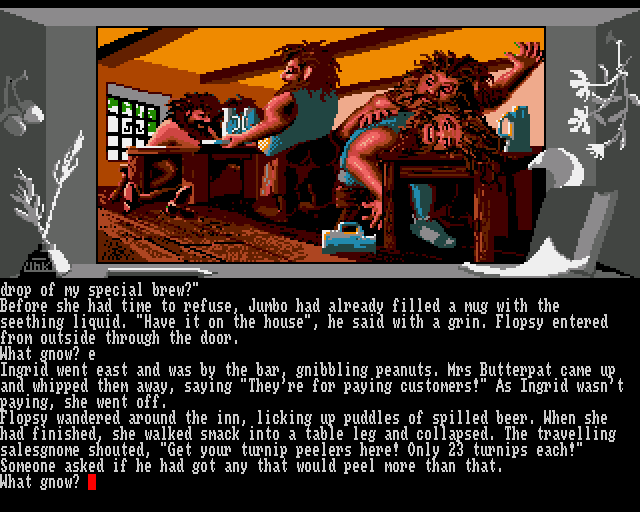 drop of my special brew?"
Before she had time to refuse, Jumbo had already filled a mug with the
seething liquid. "Have it on the house", he said with a grin. Flopsy entered
from outside through the door.
What gnow? e
Ingrid went east and was by the bar, gnibbling peanuts. Mrs Butterpat came up
and whipped them away, saying "They're for paying customers!" As Ingrid wasn't
paying, she went off.
Flopsy wandered around the inn, licking up puddles of spilled beer. When she
had finished, she walked smack into a table leg and collapsed. The travelling
salesgnome shouted, "Get your turnip peelers here! Only 23 turnips each!"
Someone asked if he had got any that would peel more than that.
What gnow?